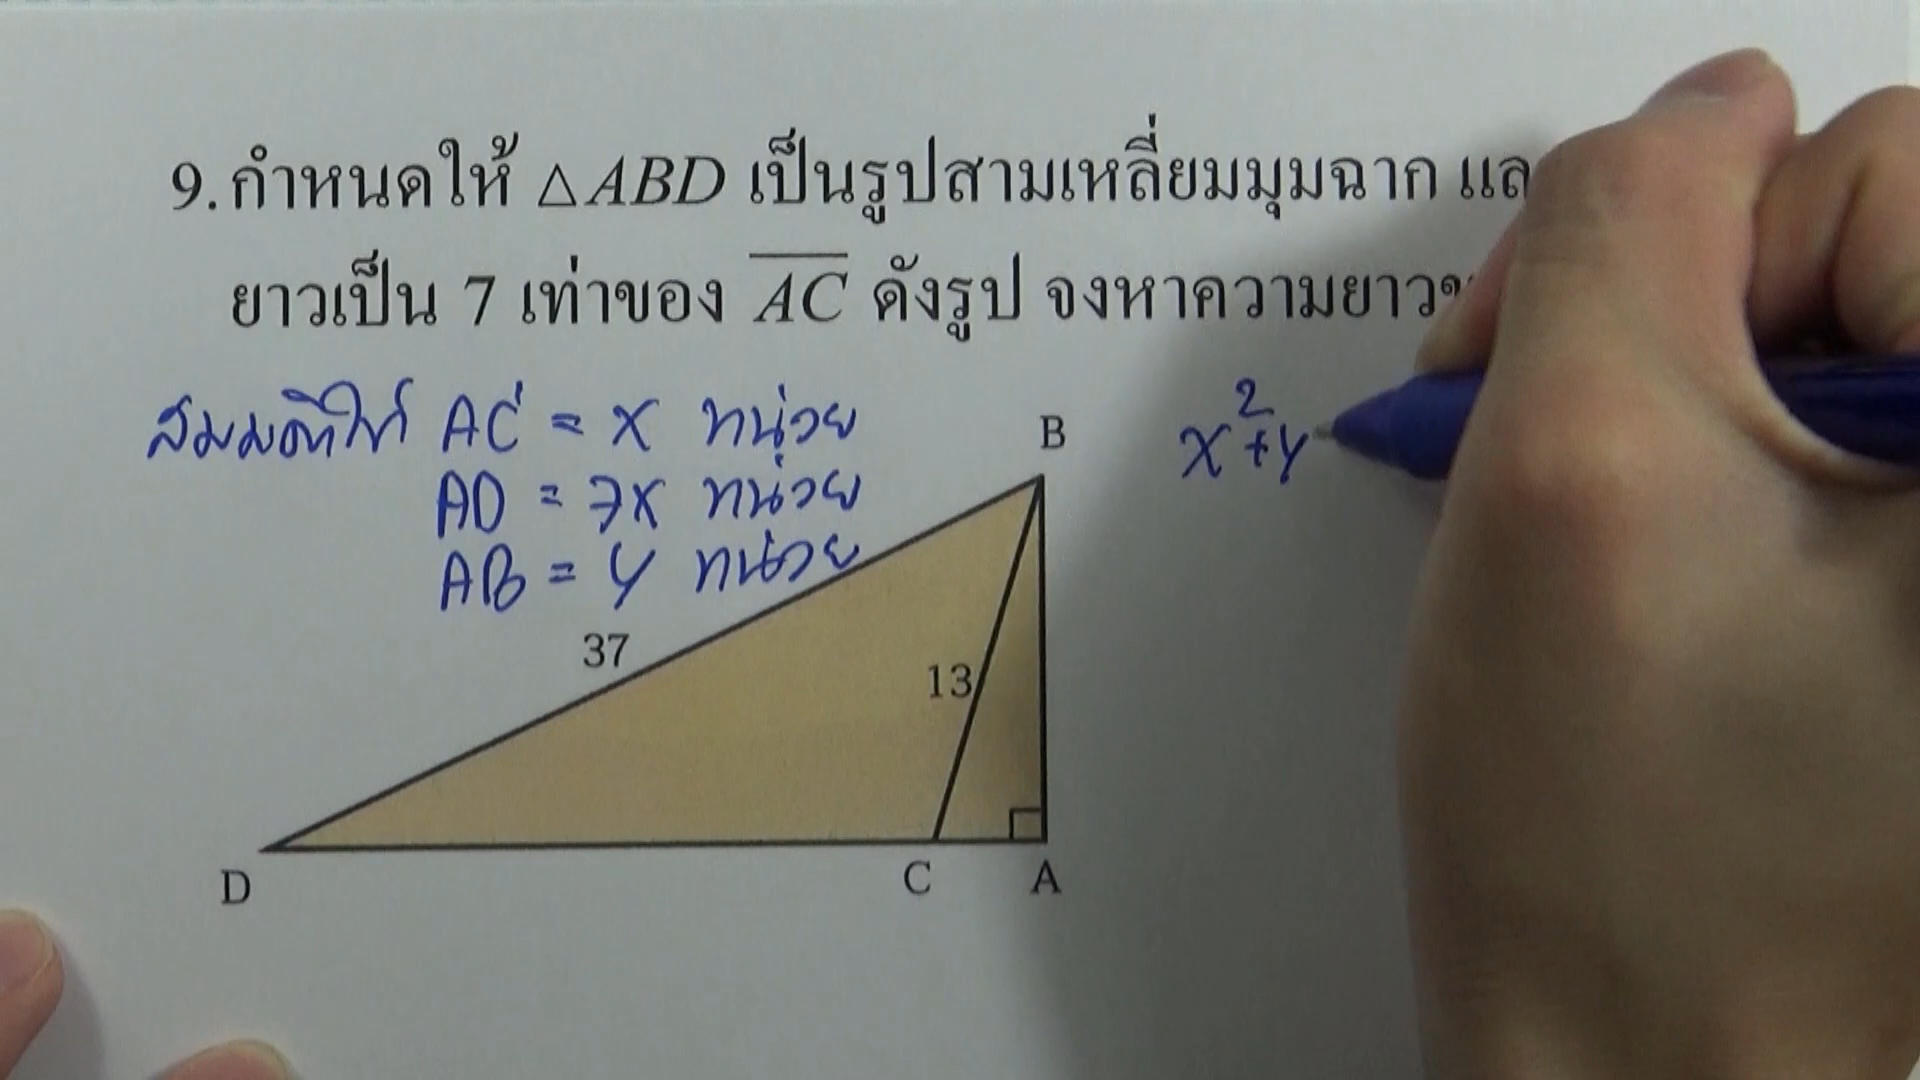 9. กำหนดให้ △ABD เป็นรูปสามเหลี่ยมมุมฉาก
ยาวเป็น 7 เท่าของ AC ดังรูป จงหาความยาว
สมมติให้ AC = x หน่วย
AD = 7x หน่วย
AB = y หน่วย
x² + y
B
37
13
D
C
A